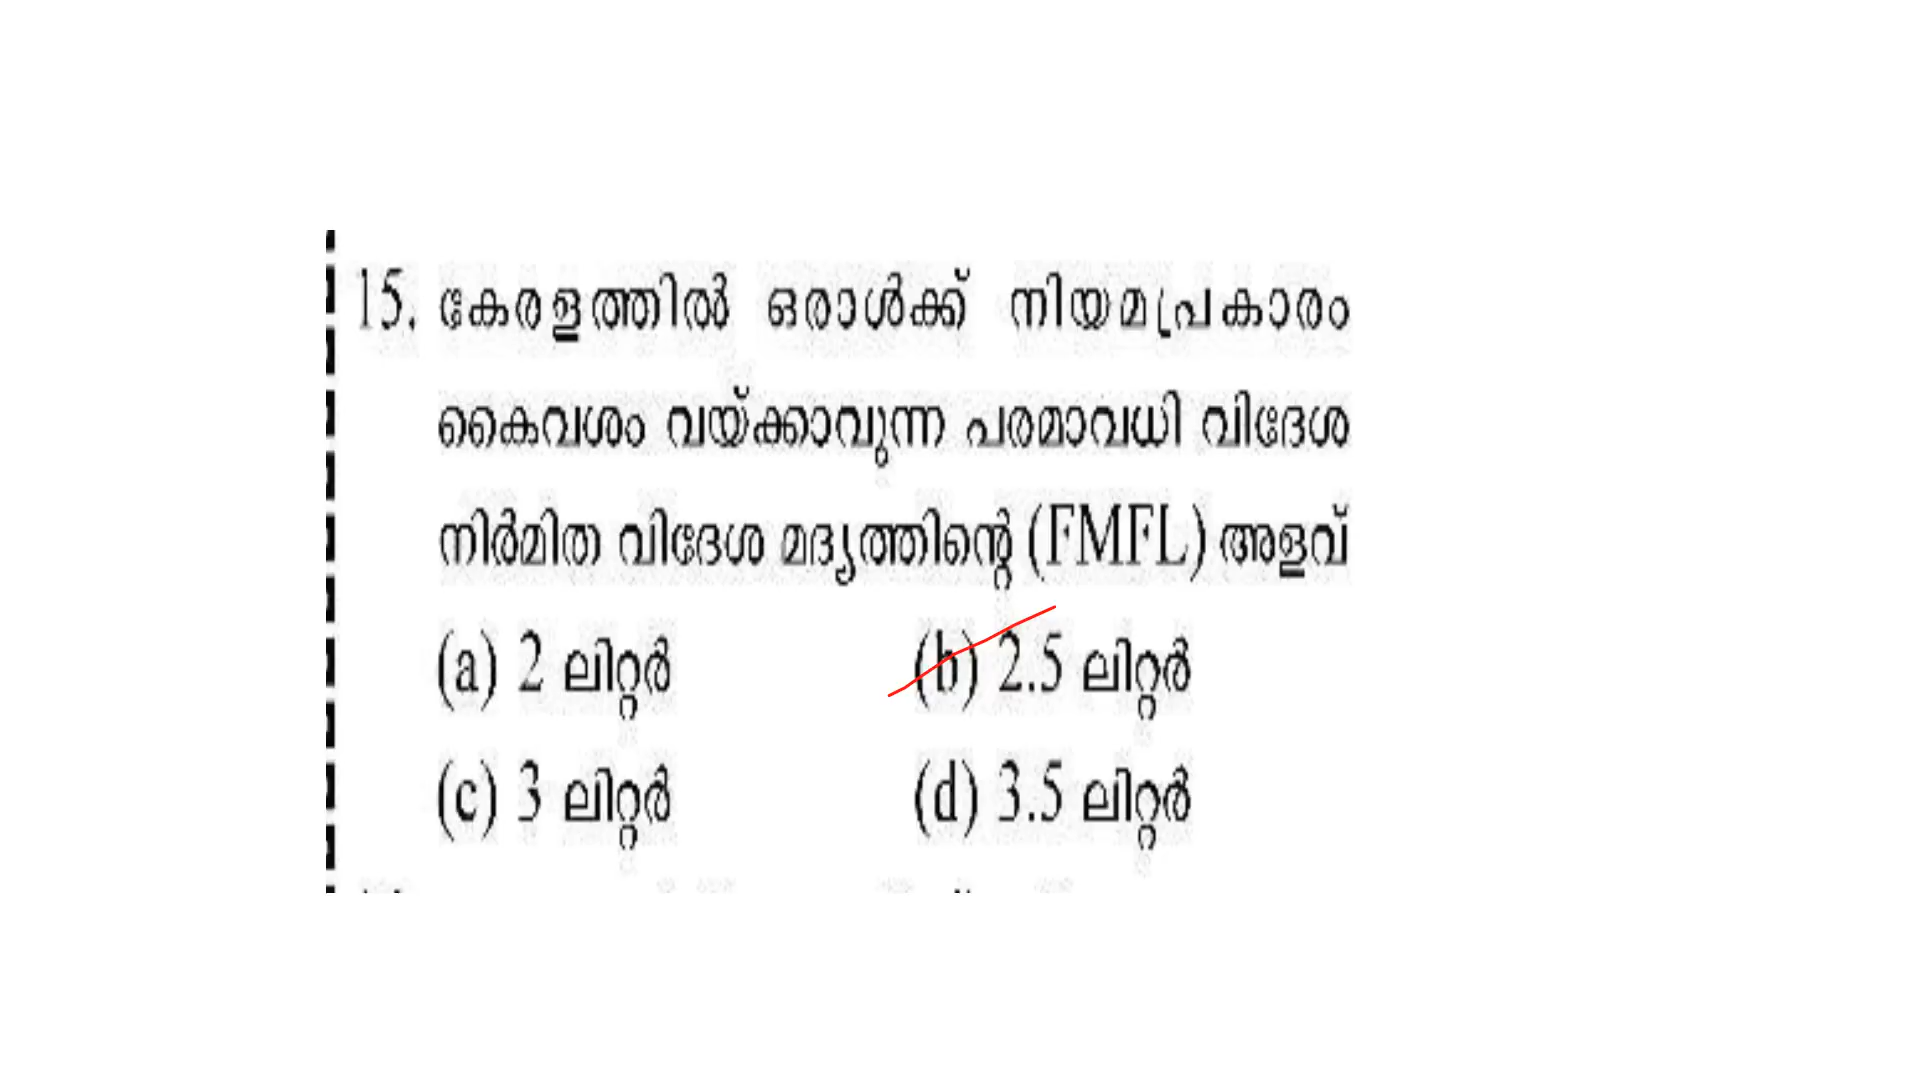 15. കേരളത്തിൽ ഒരാൾക്ക് നിയമപ്രകാരം
കൈവശം വയ്ക്കാവുന്ന പരമാവധി വിദേശ
നിർമിത വിദേശ മദ്യത്തിന്റെ (FMFL) അളവ്
(a) 2 ലിറ്റർ (b) 2.5 ലിറ്റർ
(c) 3 ലിറ്റർ (d) 3.5 ലിറ്റർ